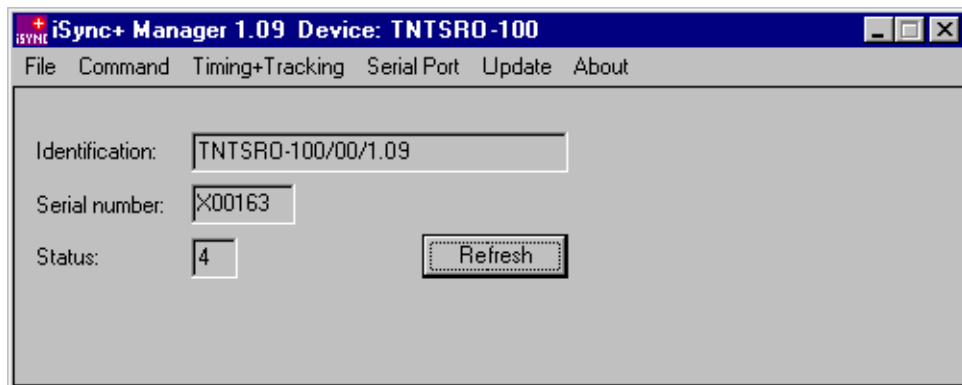 iSYNC iSync+ Manager 1.09 Device: TNTSRO-100
File Command Timing+Tracking Serial Port Update About
Identification: TNTSRO-100/00/1.09
Serial number: X00163
Status: 4 Refresh